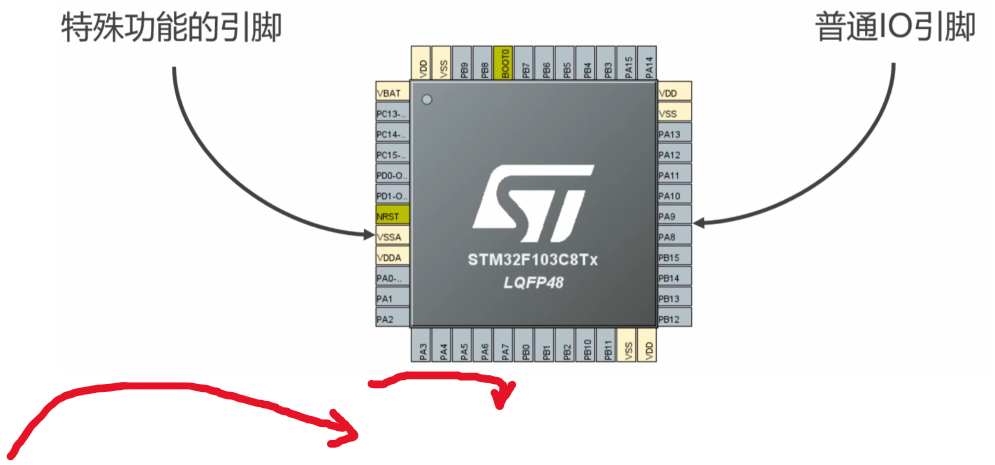 特殊功能的引脚
普通IO引脚
VDD
VSS
PB9
PB8
BOOT0
PB7
PB6
PB5
PB4
PB3
PA15
PA14
VBAT
PC13-..
PC14-..
PC15-..
PD0-O..
PD1-O..
NRST
VSSA
VDDA
PA0-..
PA1
PA2
ST
STM32F103C8Tx
LQFP48
VDD
VSS
PA13
PA12
PA11
PA10
PA9
PA8
PB15
PB14
PB13
PB12
PA3
PA4
PA5
PA6
PA7
PB0
PB1
PB2
PB10
PB11
VSS
VDD